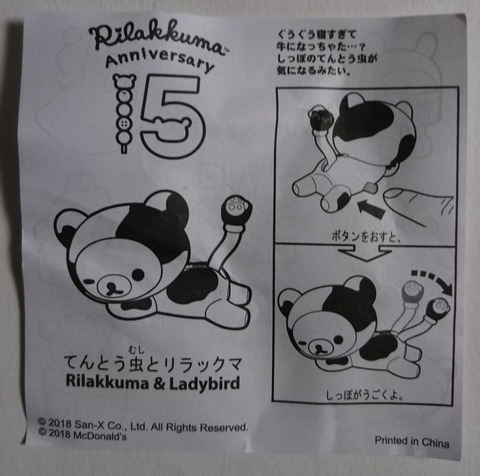 Rilakkuma™
Anniversary
15
ぐうぐう寝すぎて
牛になっちゃた…？
しっぽのてんとう虫が
気になるみたい。
ボタンをおすと、
しっぽがうごくよ。
むし
てんとう虫とリラックマ
Rilakkuma & Ladybird
© 2018 San-X Co., Ltd. All Rights Reserved.
© 2018 McDonald's
Printed in China